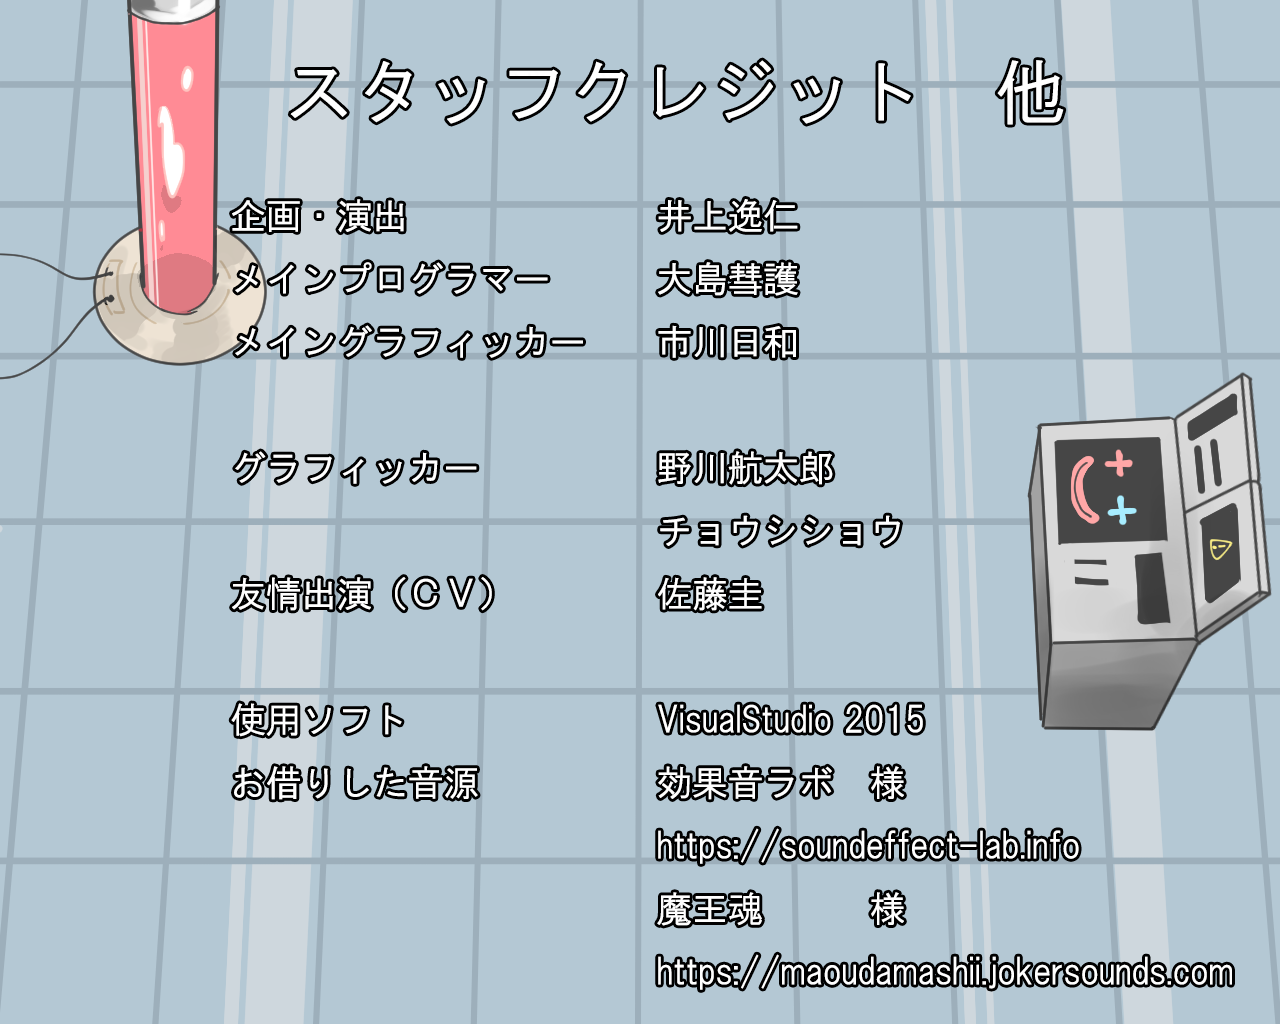 スタッフクレジット　他
企画・演出　井上逸仁
メインプログラマー　大島彗護
メイングラフィッカー　市川日和
グラフィッカー　野川航太郎
チョウシショウ
友情出演（ＣＶ）　佐藤圭
使用ソフト　VisualStudio 2015
お借りした音源　効果音ラボ　様
https://soundeffect-lab.info
魔王魂　　　様
https://maoudamashii.jokersounds.com